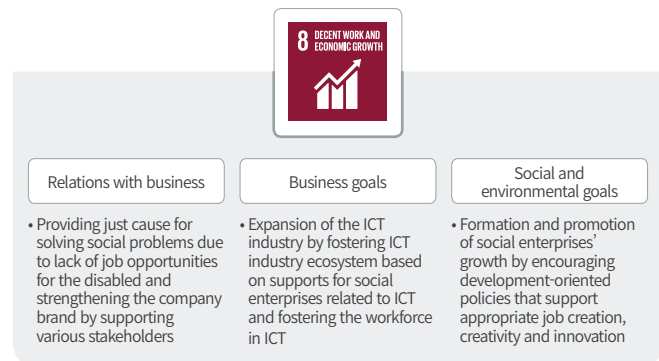 8 DECENT WORK AND
ECONOMIC GROWTH
Relations with business
• Providing just cause for
solving social problems due
to lack of job opportunities
for the disabled and
strengthening the company
brand by supporting
various stakeholders
Business goals
• Expansion of the ICT
industry by fostering ICT
industry ecosystem based
on supports for social
enterprises related to ICT
and fostering the workforce
in ICT
Social and
environmental goals
• Formation and promotion
of social enterprises’
growth by encouraging
development-oriented
policies that support
appropriate job creation,
creativity and innovation